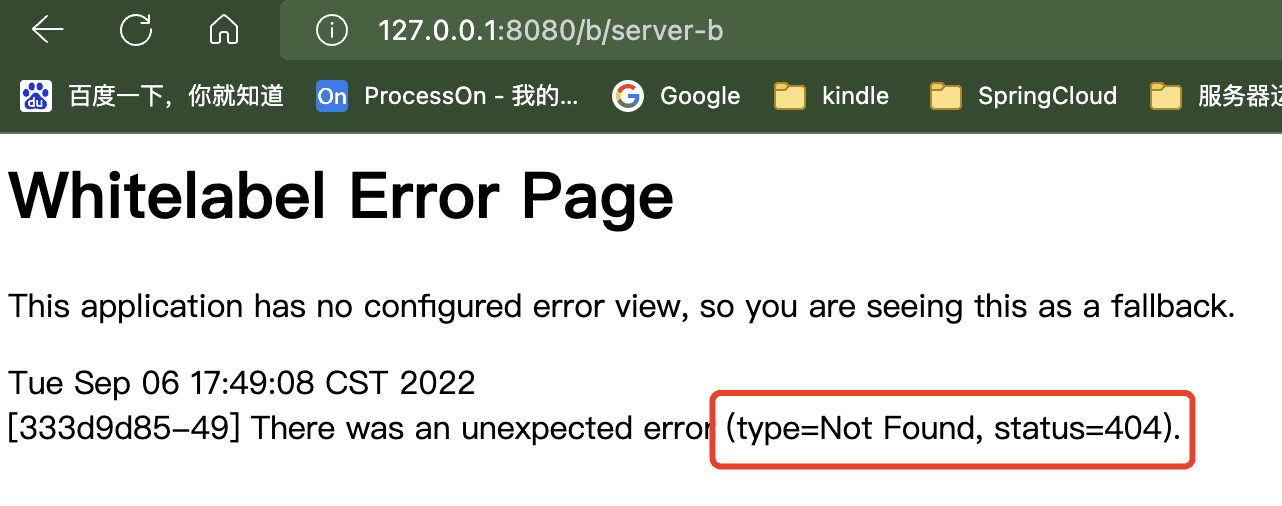 127.0.0.1:8080/b/server-b
du 百度一下，你就知道 On ProcessOn - 我的... G Google kindle SpringCloud 服务器
Whitelabel Error Page
This application has no configured error view, so you are seeing this as a fallback.
Tue Sep 06 17:49:08 CST 2022
[333d9d85-49] There was an unexpected error (type=Not Found, status=404).